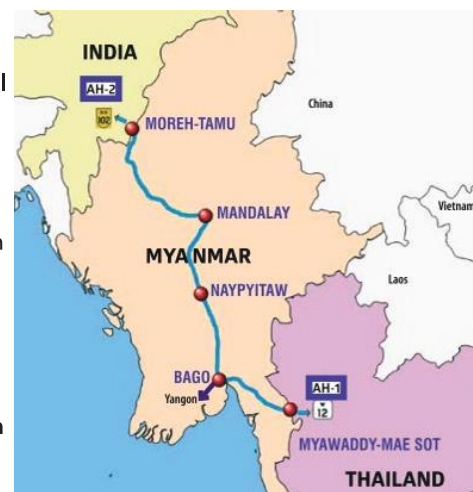 INDIA
l
AH-2
China
102
MOREH-TAMU
Vietnam
MANDALAY
n
MYANMAR
Laos
NAYPYITAW
BAGO
AH-1
Yangon
12
n
MYAWADDY-MAE SOT
THAILAND